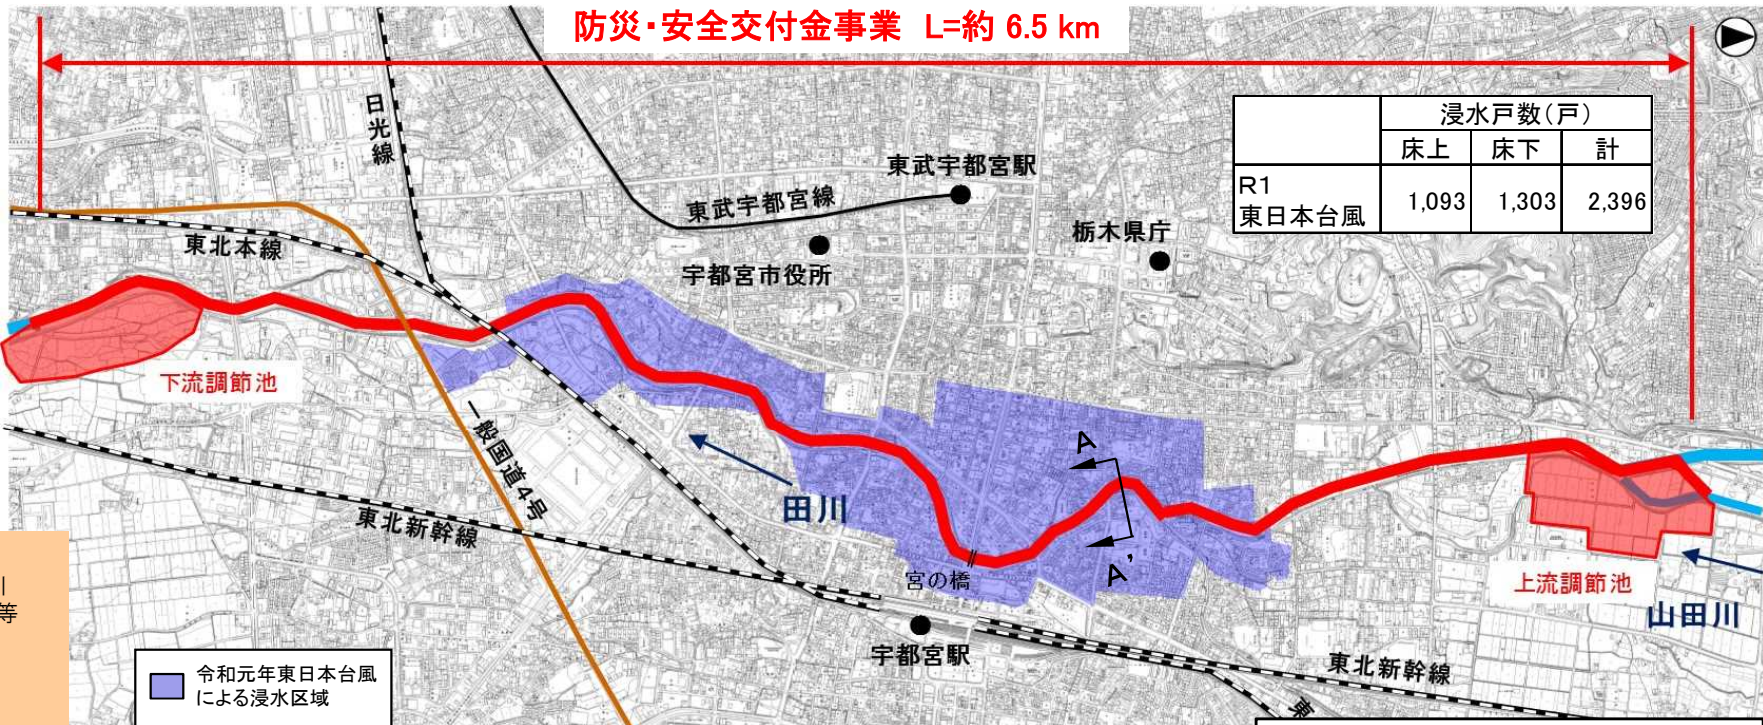 防災・安全交付金事業 L=約 6.5 km
浸水戸数(戸)
床上 床下 計
R1
東日本台風
1,093 1,303 2,396
日光線
東武宇都宮駅
東武宇都宮線
栃木県庁
宇都宮市役所
東北本線
下流調節池
一般国道4号
田川
A
A'
東北新幹線
宮の橋
上流調節池
山田川
宇都宮駅
東北新幹線
東
川
等
令和元年東日本台風
による浸水区域